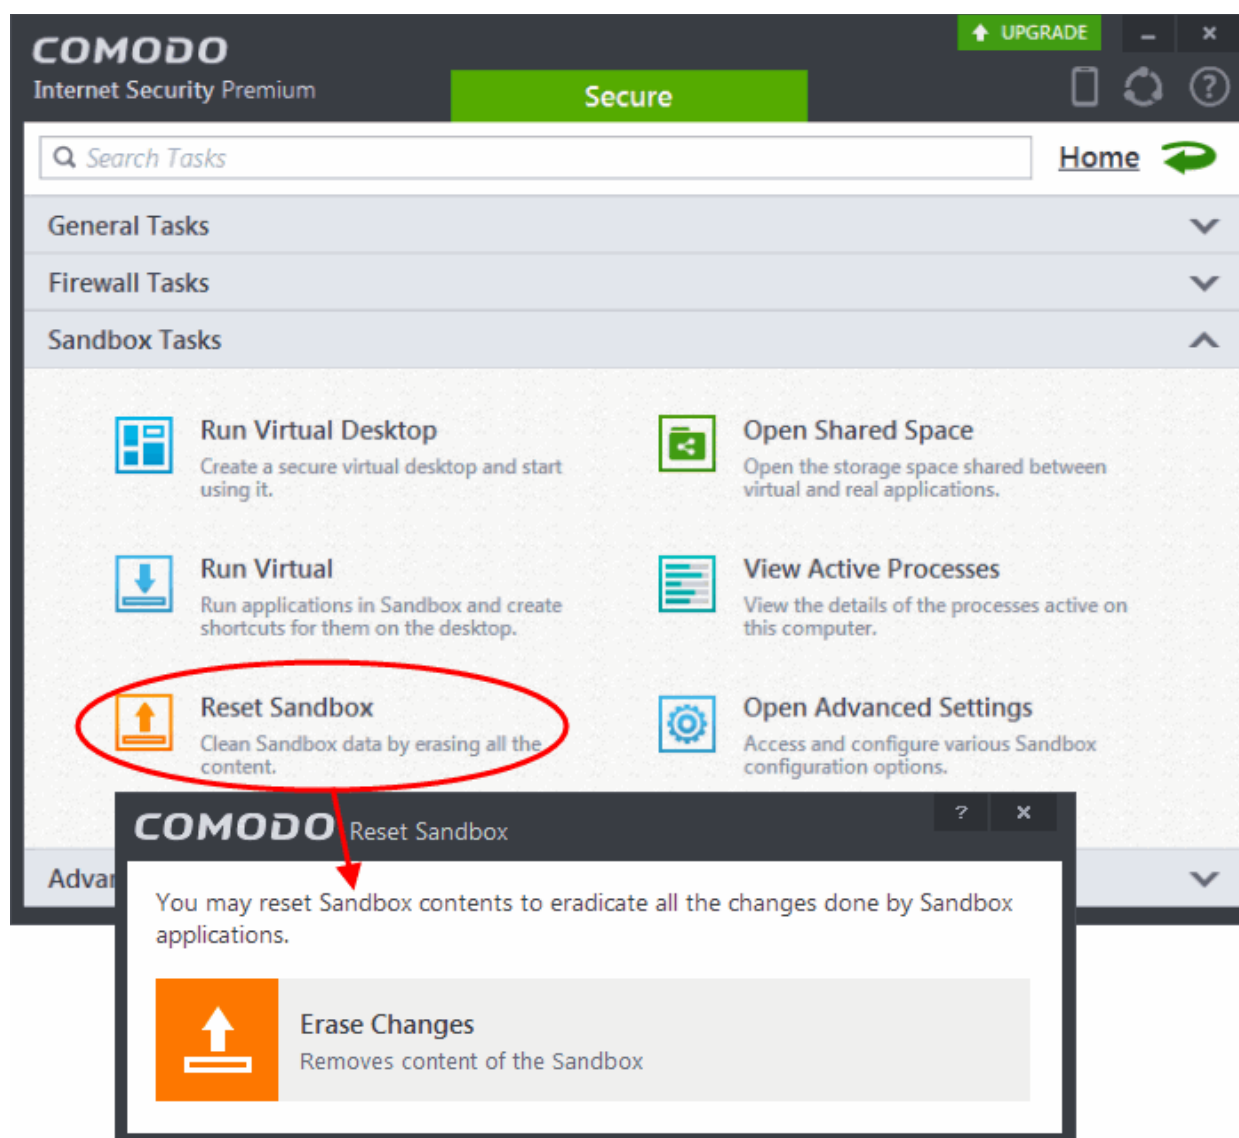 COMODO
Internet Security Premium
UPGRADE
Secure
Search Tasks
Home
General Tasks
Firewall Tasks
Sandbox Tasks
Run Virtual Desktop
Create a secure virtual desktop and start
using it.
Open Shared Space
Open the storage space shared between
virtual and real applications.
Run Virtual
Run applications in Sandbox and create
shortcuts for them on the desktop.
View Active Processes
View the details of the processes active on
this computer.
Reset Sandbox
Clean Sandbox data by erasing all the
content.
Open Advanced Settings
Access and configure various Sandbox
configuration options.
Advan
COMODO Reset Sandbox
?
You may reset Sandbox contents to eradicate all the changes done by Sandbox
applications.
Erase Changes
Removes content of the Sandbox